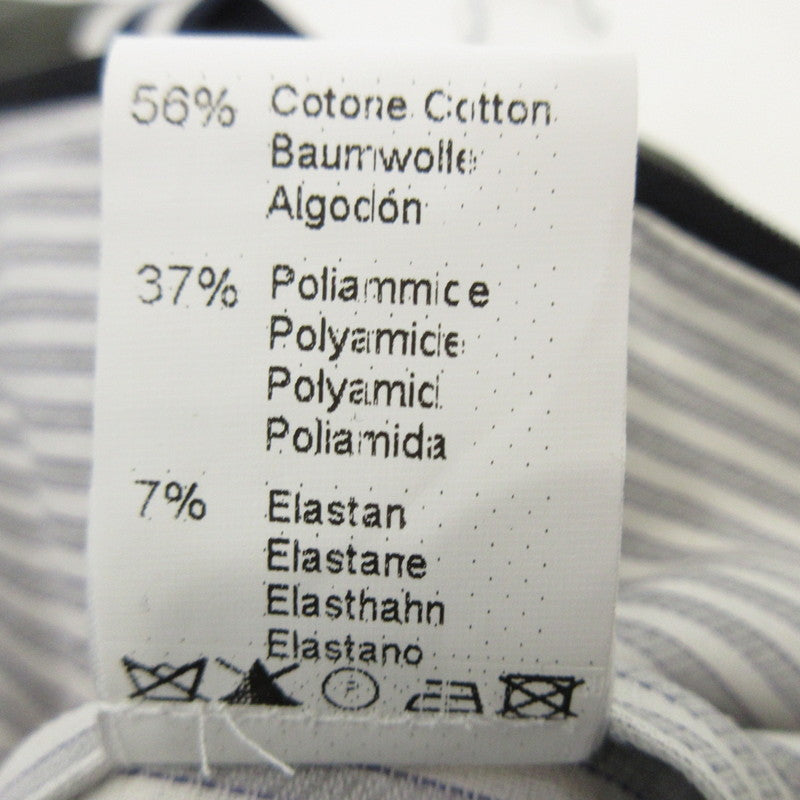 56% Cotone Cotton
Baumwolle
Algodón
37% Poliammide
Polyamide
Polyamid
Poliamida
7% Elastan
Elastane
Elasthahn
Elastano
P